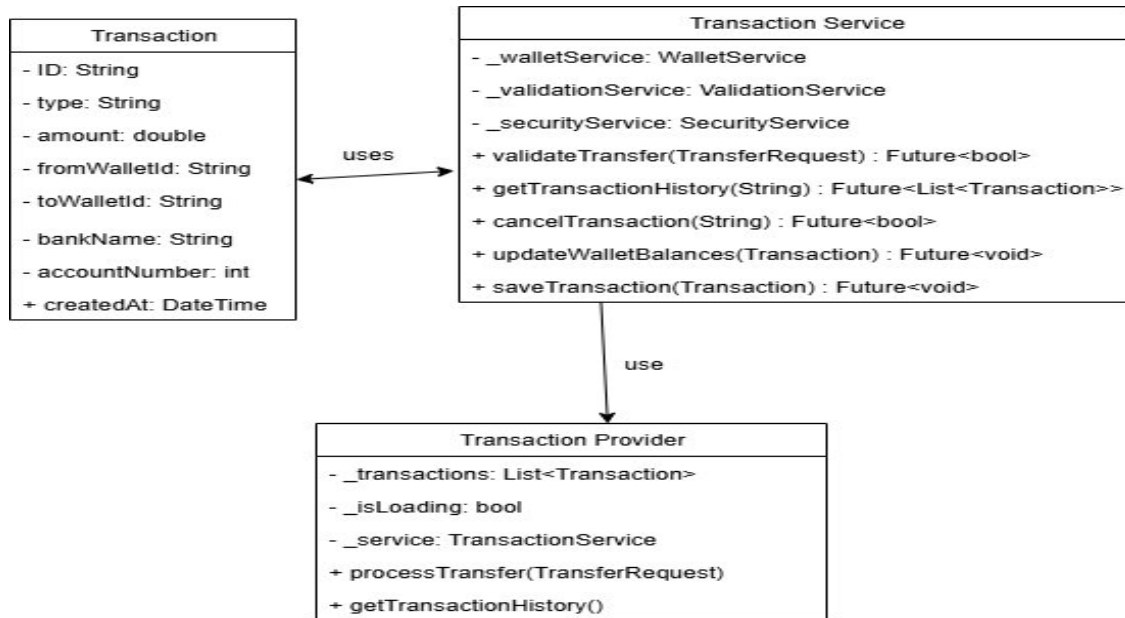 Transaction
- ID: String
- type: String
- amount: double
- fromWalletId: String
- toWalletId: String
- bankName: String
- accountNumber: int
+ createdAt: DateTime
uses
Transaction Service
- _walletService: WalletService
- _validationService: ValidationService
- _securityService: SecurityService
+ validateTransfer(TransferRequest) : Future<bool>
+ getTransactionHistory(String) : Future<List<Transaction>>
+ cancelTransaction(String) : Future<bool>
+ updateWalletBalances(Transaction) : Future<void>
+ saveTransaction(Transaction) : Future<void>
use
Transaction Provider
- _transactions: List<Transaction>
- _isLoading: bool
- _service: TransactionService
+ processTransfer(TransferRequest)
+ getTransactionHistory()